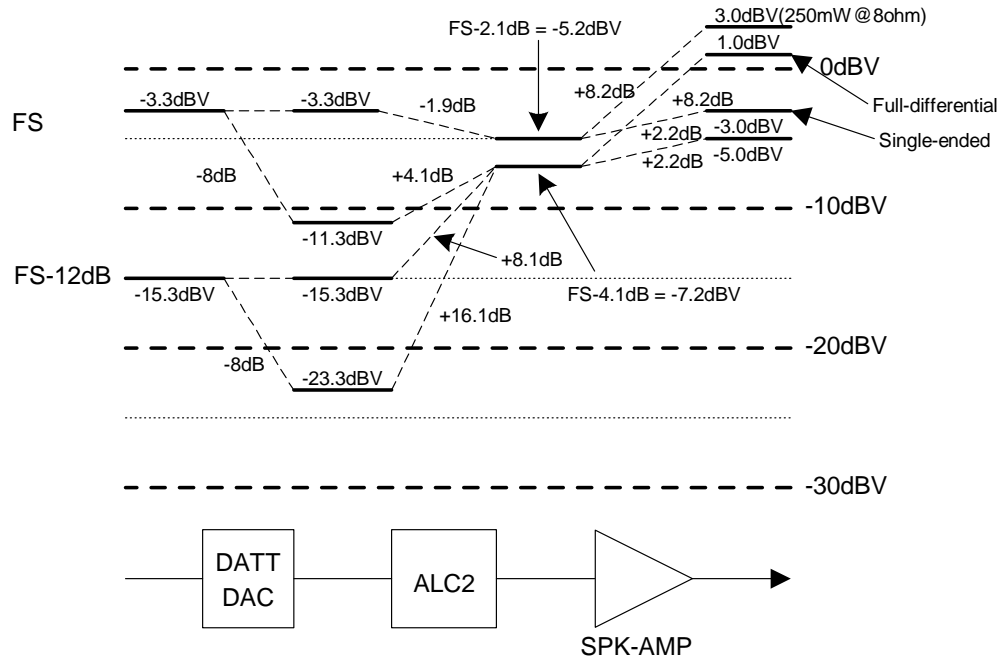 3.0dBV(250mW @8ohm)
FS-2.1dB = -5.2dBV
1.0dBV
0dBV
-3.3dBV
-3.3dBV
-1.9dB
+8.2dB
+8.2dB
Full-differential
FS
-3.0dBV
Single-ended
+2.2dB
-5.0dBV
+2.2dB
-8dB
+4.1dB
-10dBV
-11.3dBV
+8.1dB
FS-12dB
-15.3dBV
-15.3dBV
FS-4.1dB = -7.2dBV
+16.1dB
-20dBV
-8dB
-23.3dBV
-30dBV
DATT
DAC
ALC2
SPK-AMP